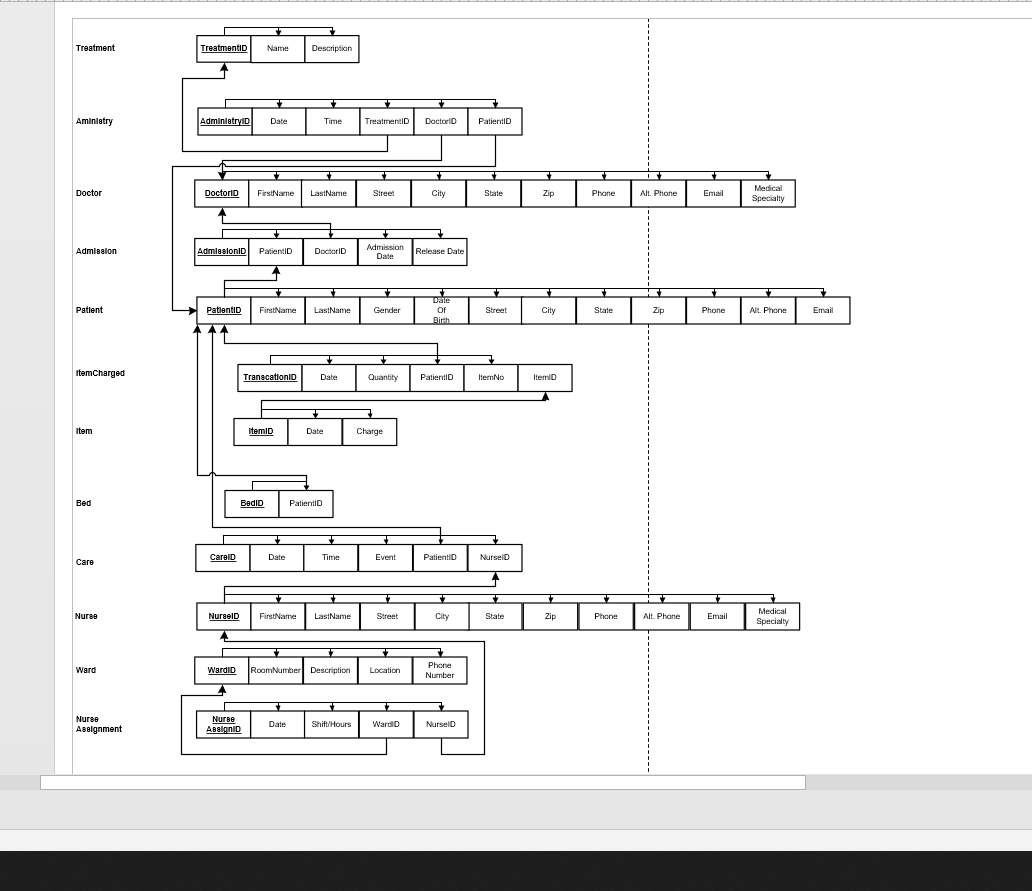 Treatment
TreatmentID Name Description
Aministry
AdministryID Date Time TreatmentID DoctorID PatientID
Doctor
DoctorID FirstName LastName Street City State Zip Phone Alt. Phone Email Medical
Specialty
Admission
AdmissionID PatientID DoctorID Admission
Date Release Date
Patient
PatientID FirstName LastName Gender Date
Of
Birth Street City State Zip Phone Alt. Phone Email
ItemCharged
TranscationID Date Quantity PatientID ItemNo ItemID
Item
ItemID Date Charge
Bed
BedID PatientID
Care
CareID Date Time Event PatientID NurseID
Nurse
NurseID FirstName LastName Street City State Zip Phone Alt. Phone Email Medical
Specialty
Ward
WardID RoomNumber Description Location Phone
Number
Nurse
Assignment
Nurse
AssignID Date Shift/Hours WardID NurseID